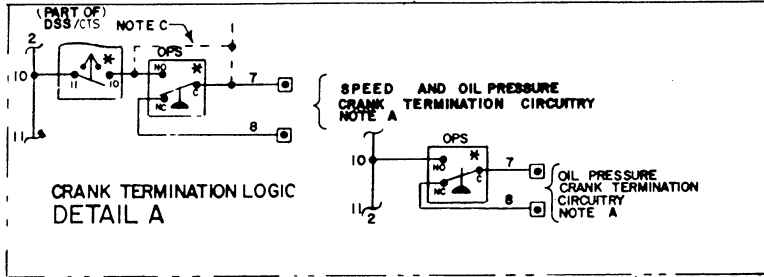 (PART OF)
DSS/CTS NOTE C
2
OPS
10
*
11 10
NO
*
7
C
NC
8
11
SPEED AND OIL PRESSURE
CRANK TERMINATION CIRCUITRY
NOTE A
OPS
10
NO
*
7
C
NC
8
11
2
OIL PRESSURE
CRANK TERMINATION
CIRCUITRY
NOTE A
CRANK TERMINATION LOGIC
DETAIL A